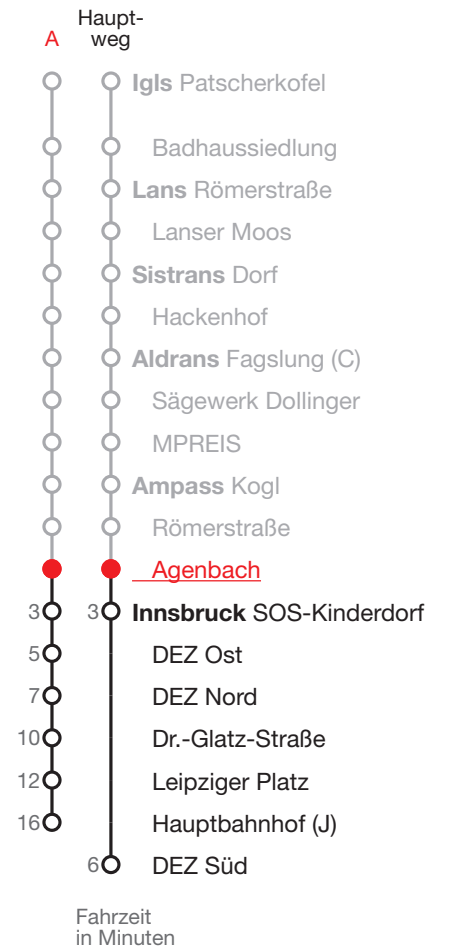 A
Haupt-
weg
Igls Patscherkofel
Badhaussiedlung
Lans Römerstraße
Lanser Moos
Sistrans Dorf
Hackenhof
Aldrans Fagslung (C)
Sägewerk Dollinger
MPREIS
Ampass Kogl
Römerstraße
Agenbach
3 3 Innsbruck SOS-Kinderdorf
5 DEZ Ost
7 DEZ Nord
10 Dr.-Glatz-Straße
12 Leipziger Platz
16 Hauptbahnhof (J)
6 DEZ Süd
Fahrzeit
in Minuten